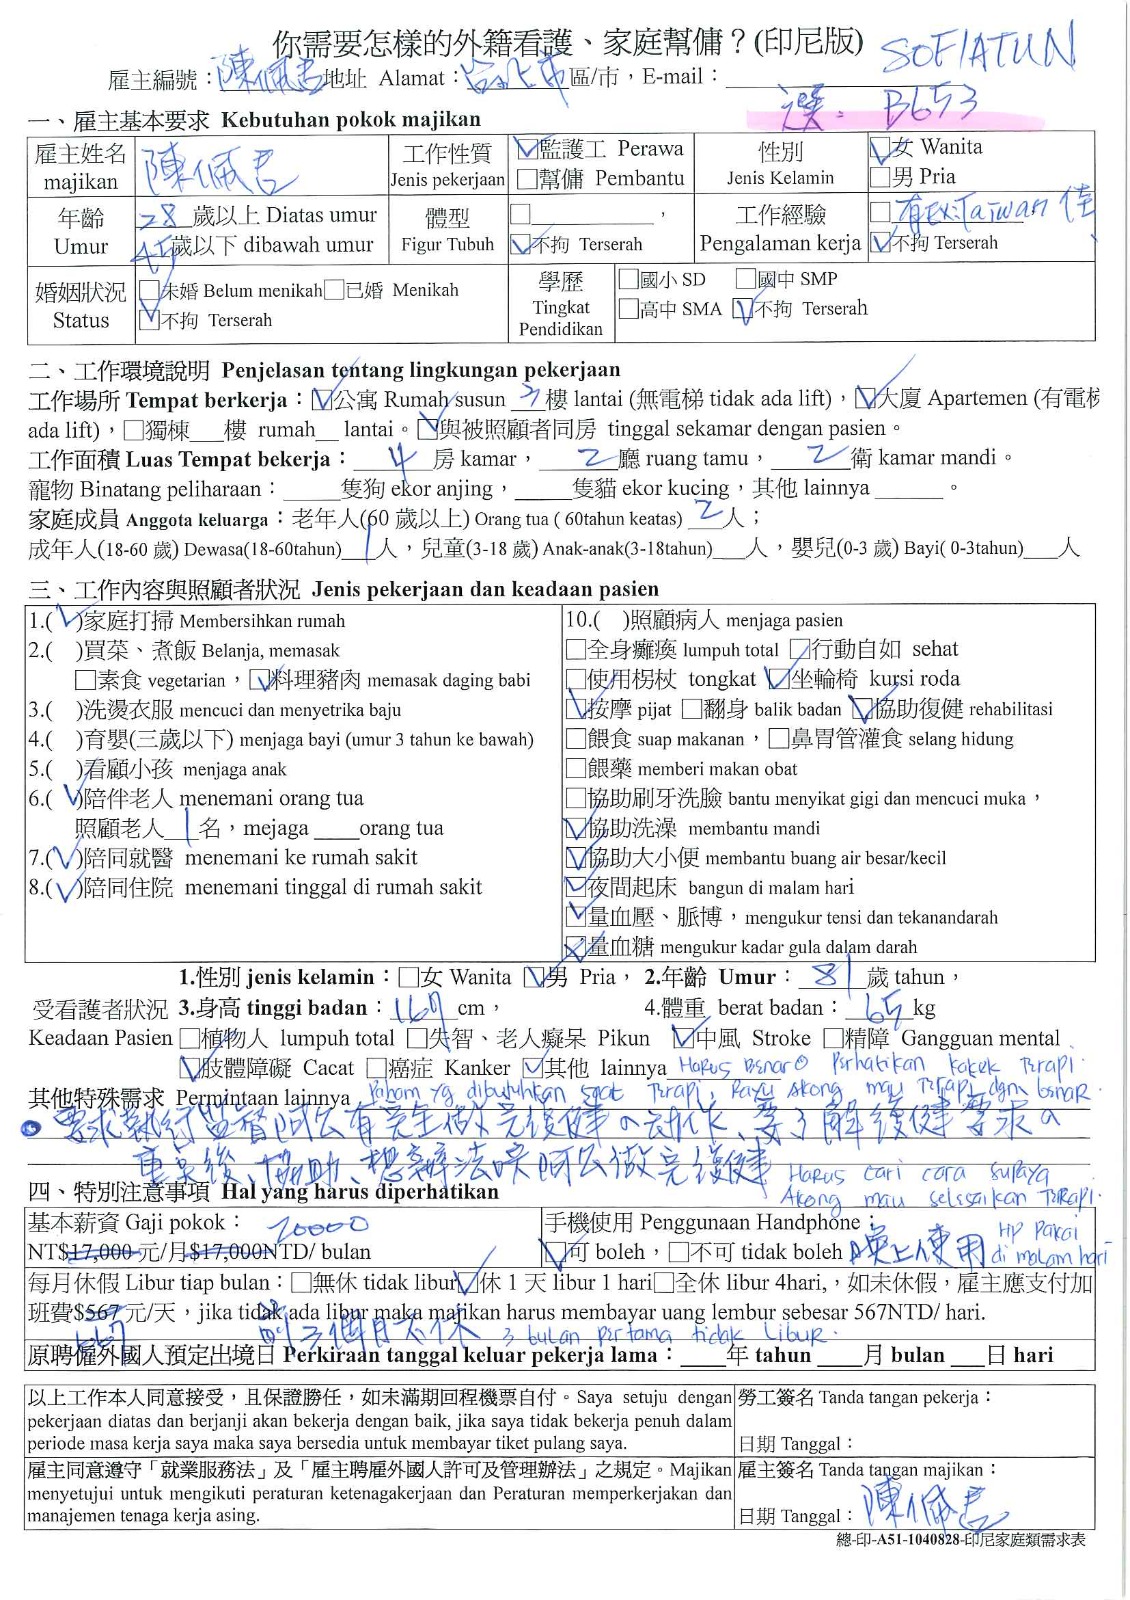 你需要怎樣的外籍看護、家庭幫傭？(印尼版) SOFIATUN
雇主編號：陳佩吉 地址 Alamat：台北市 區/市，E-mail：
選: B653
一、雇主基本要求 Kebutuhan pokok majikan
雇主姓名 majikan 陳佩吉 工作性質 Jenis pekerjaan ☑監護工 Perawa 性別 Jenis Kelamin ☑女 Wanita
□幫傭 Pembantu □男 Pria
年齡 Umur 28歲以上 Diatas umur 體型 Figur Tubuh □______， 工作經驗 Pengalaman kerja □有ex:Taiwan 佳
45歲以下 dibawah umur ☑不拘 Terserah ☑不拘 Terserah
婚姻狀況 Status □未婚 Belum menikah□已婚 Menikah 學歷 Tingkat Pendidikan □國小 SD □國中 SMP
☑不拘 Terserah □高中 SMA ☑不拘 Terserah
二、工作環境說明 Penjelasan tentang lingkungan pekerjaan
工作場所 Tempat berkerja：☑公寓 Rumah susun 3樓 lantai (無電梯 tidak ada lift)，☑大廈 Apartemen (有電梯
ada lift)，□獨棟___樓 rumah__ lantai。☑與被照顧者同房 tinggal sekamar dengan pasien。
工作面積 Luas Tempat bekerja：4房 kamar，2廳 ruang tamu，2衛 kamar mandi。
寵物 Binatang peliharaan：_____隻狗 ekor anjing，_____隻貓 ekor kucing，其他 lainnya ______。
家庭成員 Anggota keluarga：老年人(60 歲以上) Orang tua ( 60tahun keatas) 2人；
成年人(18-60 歲) Dewasa(18-60tahun) 1人，兒童(3-18 歲) Anak-anak(3-18tahun)___人，嬰兒(0-3 歲) Bayi( 0-3tahun)___人
三、工作內容與照顧者狀況 Jenis pekerjaan dan keadaan pasien
1.(✓)家庭打掃 Membersihkan rumah
2.( )買菜、煮飯 Belanja, memasak
□素食 vegetarian，☑料理豬肉 memasak daging babi
3.( )洗燙衣服 mencuci dan menyetrika baju
4.( )育嬰(三歲以下) menjaga bayi (umur 3 tahun ke bawah)
5.( )看顧小孩 menjaga anak
6.(✓)陪伴老人 menemani orang tua
照顧老人 1名，mejaga ____orang tua
7.(✓)陪同就醫 menemani ke rumah sakit
8.(✓)陪同住院 menemani tinggal di rumah sakit
10.( )照顧病人 menjaga pasien
□全身癱瘓 lumpuh total □行動自如 sehat
□使用柺杖 tongkat ☑坐輪椅 kursi roda
☑按摩 pijat □翻身 balik badan ☑協助復健 rehabilitasi
□餵食 suap makanan，□鼻胃管灌食 selang hidung
□餵藥 memberi makan obat
□協助刷牙洗臉 bantu menyikat gigi dan mencuci muka，
☑協助洗澡 membantu mandi
☑協助大小便 membantu buang air besar/kecil
☑夜間起床 bangun di malam hari
☑量血壓、脈博，mengukur tensi dan tekanandarah
☑量血糖 mengukur kadar gula dalam darah
1.性別 jenis kelamin：□女 Wanita ☑男 Pria， 2.年齡 Umur：81歲 tahun，
受看護者狀況 3.身高 tinggi badan：167cm， 4.體重 berat badan：65kg
Keadaan Pasien □植物人 lumpuh total □失智、老人癡呆 Pikun ☑中風 Stroke □精障 Gangguan mental
☑肢體障礙 Cacat □癌症 Kanker ☑其他 lainnya Harus Benar2 Perhatikan kakek Terapi.
其他特殊需求 Permintaan lainnya Paham yg dibutuhkan saat Terapi, Rayu Akong mau Terapi dgn benar.
要求執行監督阿公有完全做完復健的动作、要了解復健要求的
重点後、協助、想辦法哄阿公做完復健 Harus cari cara supaya
Akong mau selesaikan Terapi.
四、特別注意事項 Hal yang harus diperhatikan
基本薪資 Gaji pokok： 20000 手機使用 Penggunaan Handphone：
NT$17,000 元/月$17,000NTD/ bulan ☑可 boleh，□不可 tidak boleh 晚上使用 HP Pakai di malam hari
每月休假 Libur tiap bulan：□無休 tidak libur☑休 1 天 libur 1 hari□全休 libur 4hari,，如未休假，雇主應支付加
班費$567元/天，jika tidak ada libur maka majikan harus membayar uang lembur sebesar 567NTD/ hari.
667 前三個月不休 3 bulan pertama tidak Libur.
原聘僱外國人預定出境日 Perkiraan tanggal keluar pekerja lama：____年 tahun ____月 bulan ___日 hari
以上工作本人同意接受，且保證勝任，如未滿期回程機票自付。Saya setuju dengan
pekerjaan diatas dan berjanji akan bekerja dengan baik, jika saya tidak bekerja penuh dalam
periode masa kerja saya maka saya bersedia untuk membayar tiket pulang saya.
勞工簽名 Tanda tangan pekerja：
日期 Tanggal：
雇主同意遵守「就業服務法」及「雇主聘雇外國人許可及管理辦法」之規定。Majikan
menyetujui untuk mengikuti peraturan ketenagakerjaan dan Peraturan memperkerjakan dan
manajemen tenaga kerja asing.
雇主簽名 Tanda tangan majikan：
日期 Tanggal： 陳佩吉
總-印-A51-1040828-印尼家庭類需求表